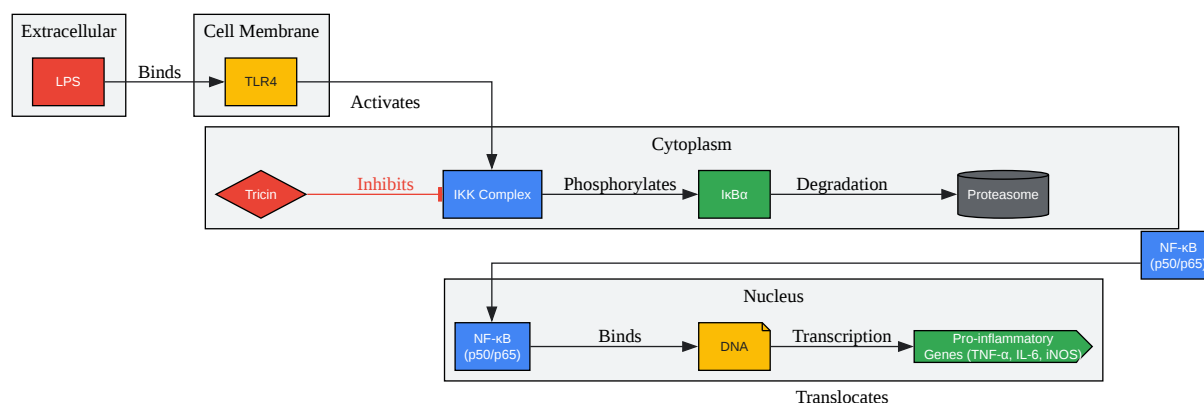 Extracellular
Cell Membrane
LPS
Binds
TLR4
Activates
Cytoplasm
Tricin
Inhibits
IKK Complex
Phosphorylates
IκBα
Degradation
Proteasome
NF-κB
(p50/p65)
Nucleus
NF-κB
(p50/p65)
Binds
DNA
Transcription
Pro-inflammatory
Genes (TNF-α, IL-6, iNOS)
Translocates